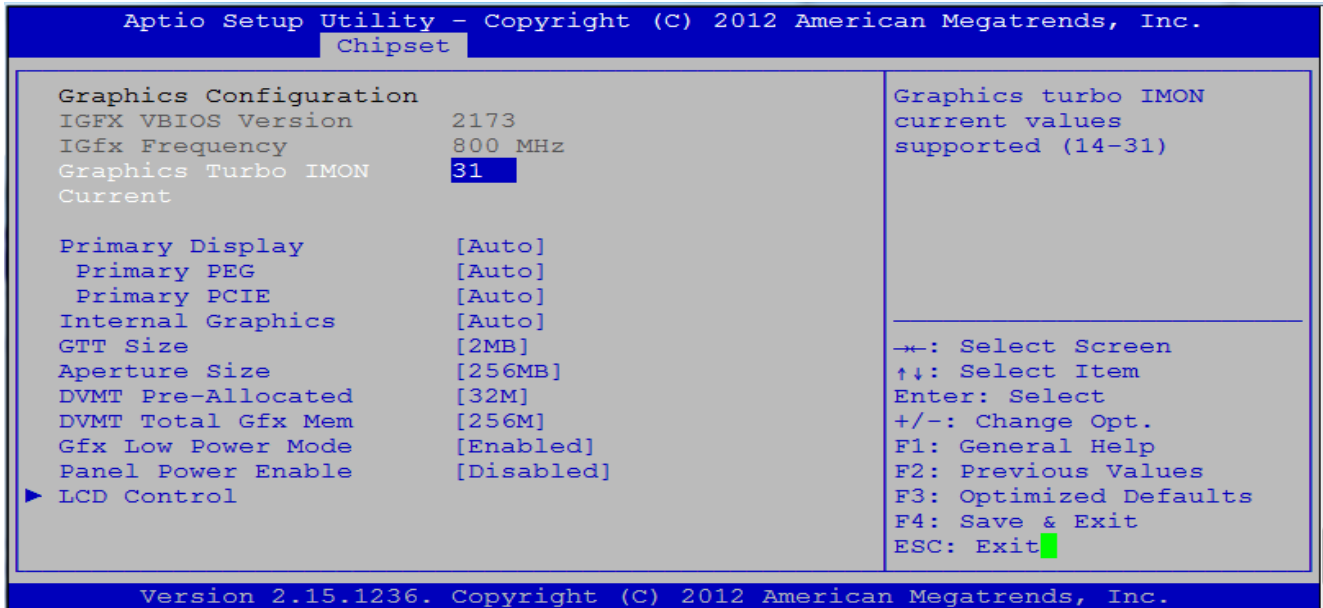 Aptio Setup Utility - Copyright (C) 2012 American Megatrends, Inc.
Chipset
Graphics Configuration
IGFX VBIOS Version 2173
IGfx Frequency 800 MHz
Graphics Turbo IMON 31
Current
Primary Display [Auto]
Primary PEG [Auto]
Primary PCIE [Auto]
Internal Graphics [Auto]
GTT Size [2MB]
Aperture Size [256MB]
DVMT Pre-Allocated [32M]
DVMT Total Gfx Mem [256M]
Gfx Low Power Mode [Enabled]
Panel Power Enable [Disabled]
► LCD Control
Graphics turbo IMON
current values
supported (14-31)
→←: Select Screen
↑↓: Select Item
Enter: Select
+/-: Change Opt.
F1: General Help
F2: Previous Values
F3: Optimized Defaults
F4: Save & Exit
ESC: Exit
Version 2.15.1236. Copyright (C) 2012 American Megatrends, Inc.